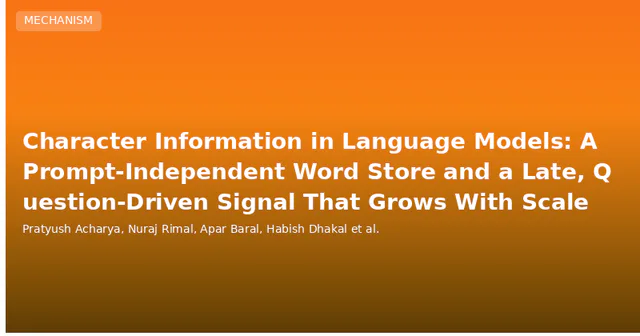 MECHANISM
Character Information in Language Models: A
Prompt-Independent Word Store and a Late, Q
uestion-Driven Signal That Grows With Scale
Pratyush Acharya, Nuraj Rimal, Apar Baral, Habish Dhakal et al.